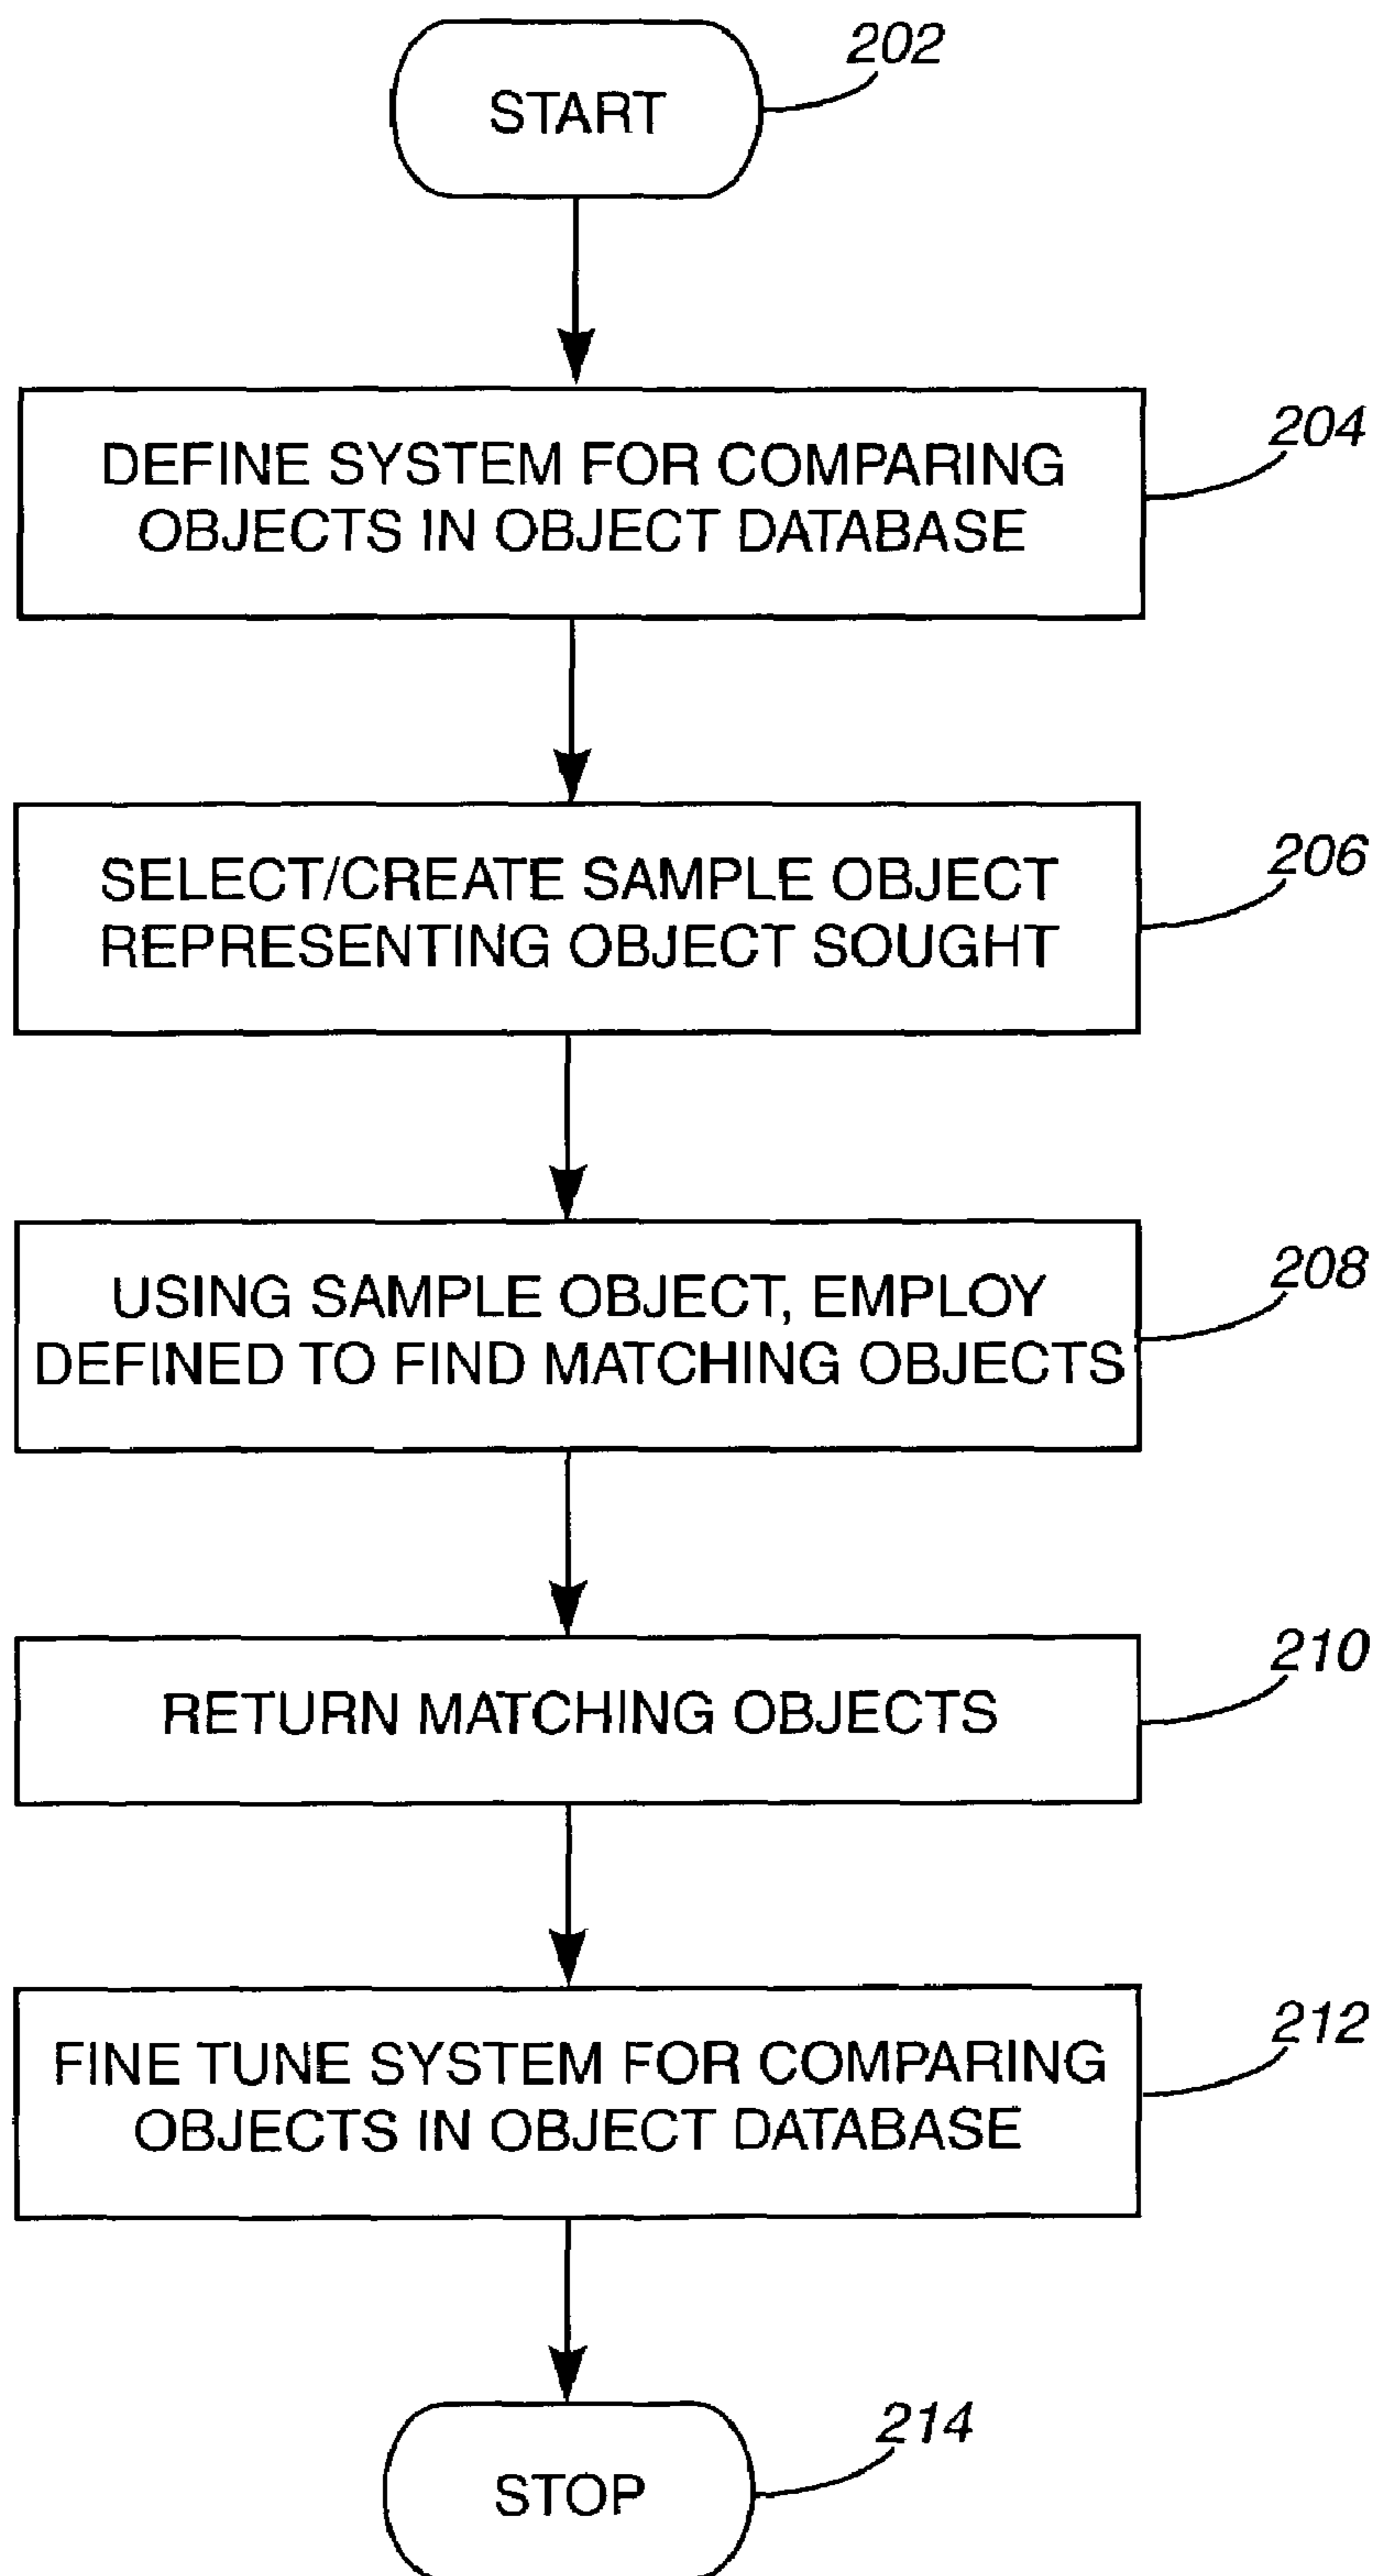 START
202
DEFINE SYSTEM FOR COMPARING
OBJECTS IN OBJECT DATABASE
204
SELECT/CREATE SAMPLE OBJECT
REPRESENTING OBJECT SOUGHT
206
USING SAMPLE OBJECT, EMPLOY
DEFINED TO FIND MATCHING OBJECTS
208
RETURN MATCHING OBJECTS
210
FINE TUNE SYSTEM FOR COMPARING
OBJECTS IN OBJECT DATABASE
212
STOP
214